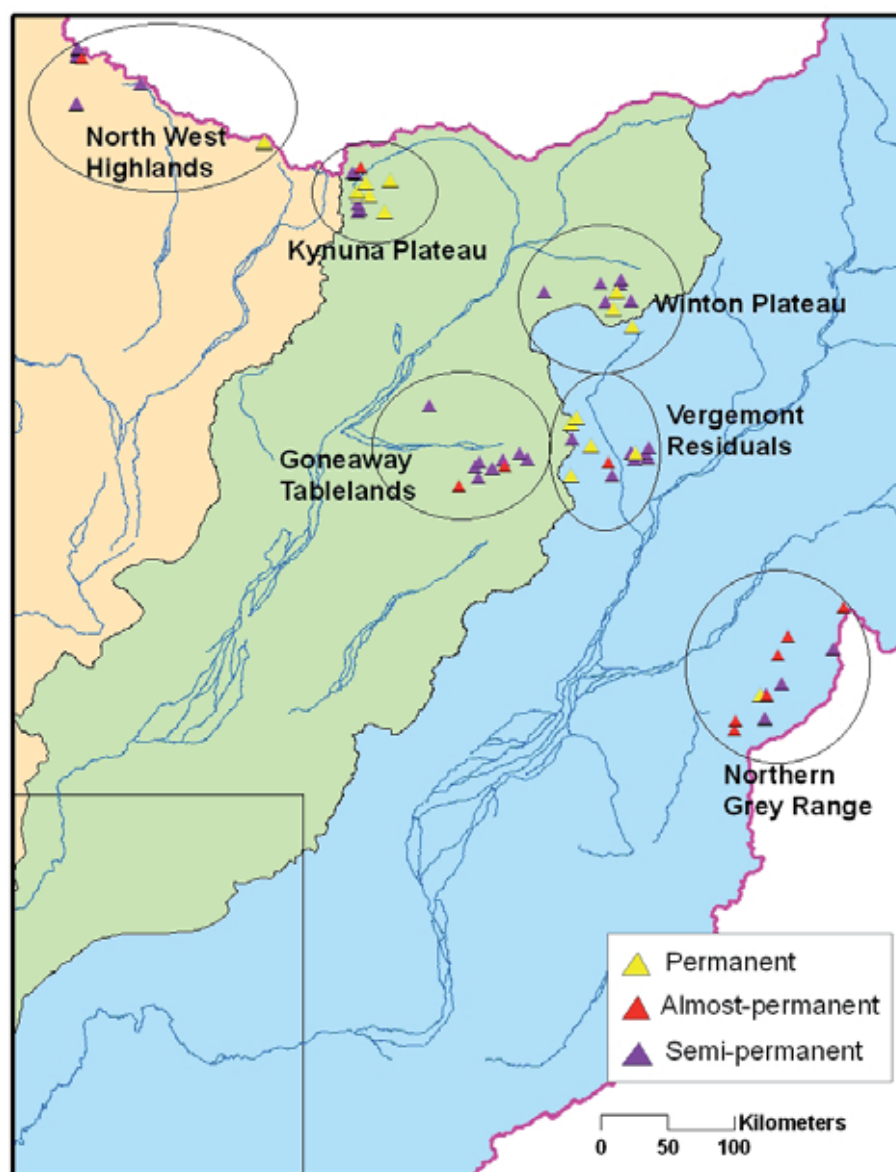 North West
Highlands
Kynuna Plateau
Winton Plateau
Vergemont
Residuals
Goneaway
Tablelands
Northern
Grey Range
Permanent
Almost-permanent
Semi-permanent
Kilometers
0 50 100